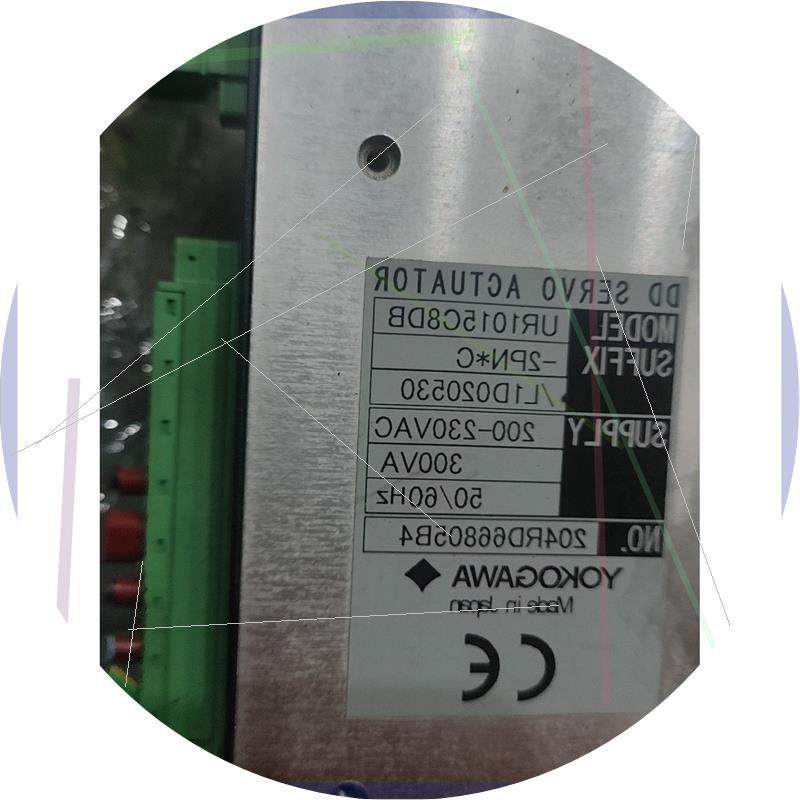 DD SERVO ACTUATOR
MODEL UR1015C8DB
SUFFIX -2PN*C
/L1D020530
SUPPLY 200-230VAC
300VA
50/60Hz
NO. 204RD66805B4
YOKOGAWA
Made in Japan
CE